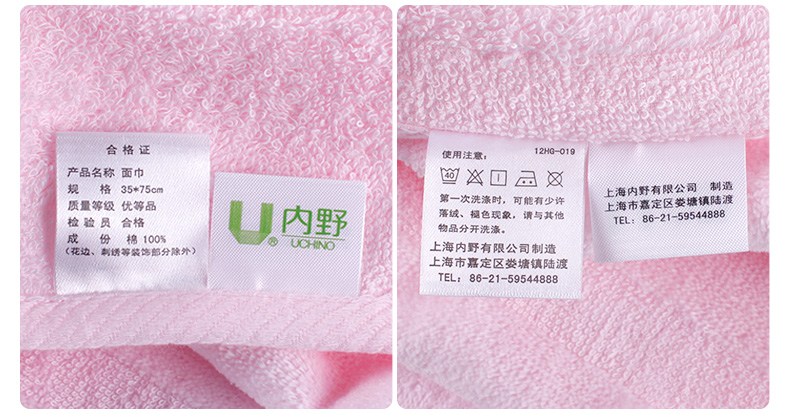 合格证
产品名称 面巾
规 格 35*75cm
质量等级 优等品
检验员 合格
成 份 棉 100%
(花边、刺绣等装饰部分除外)
U® 内野
UCHINO
使用注意: 12HG-019
40
第一次洗涤时，可能有少许
落绒、褪色现象，请与其他
物品分开洗涤。
上海内野有限公司制造
上海市嘉定区娄塘镇陆渡
TEL: 86-21-59544888
上海内野有限公司 制造
上海市嘉定区娄塘镇陆渡
TEL: 86-21-59544888